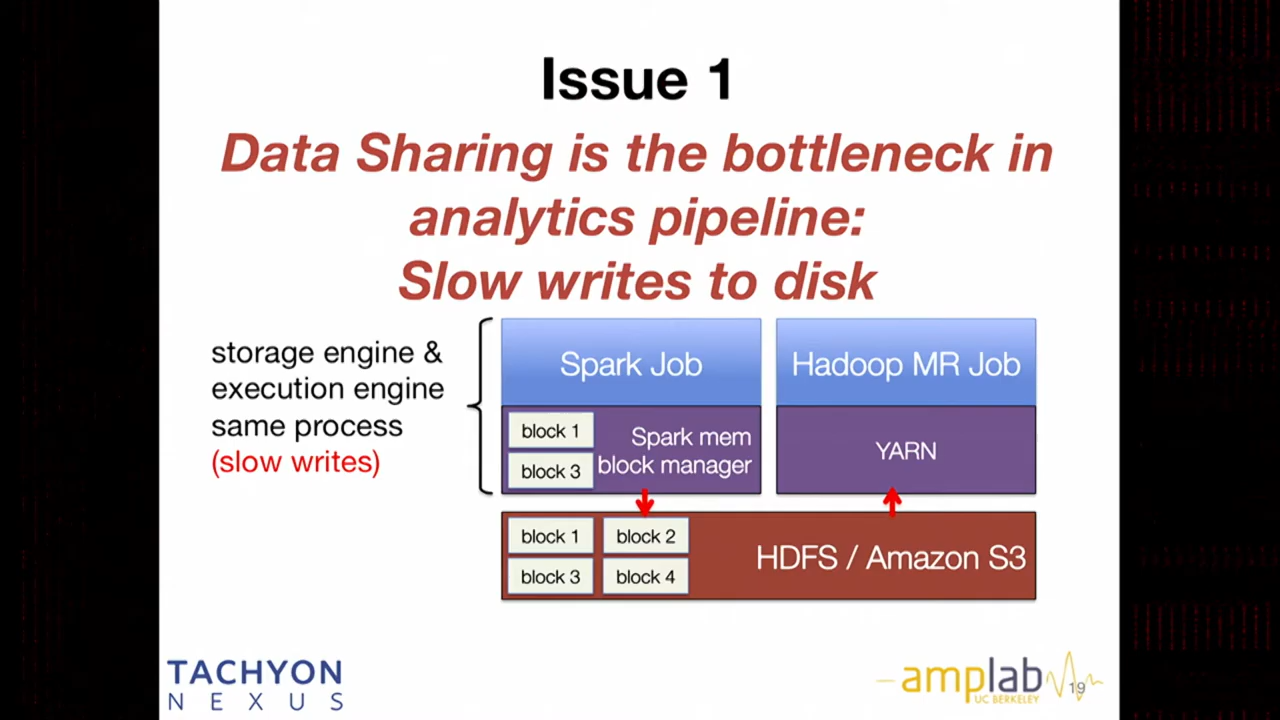 Issue 1
Data Sharing is the bottleneck in
analytics pipeline:
Slow writes to disk
storage engine &
execution engine
same process
(slow writes)
Spark Job
Hadoop MR Job
block 1
block 3
Spark mem
block manager
YARN
block 1
block 2
block 3
block 4
HDFS / Amazon S3
TACHYON
NEXUS
amplab
UC BERKELEY
19